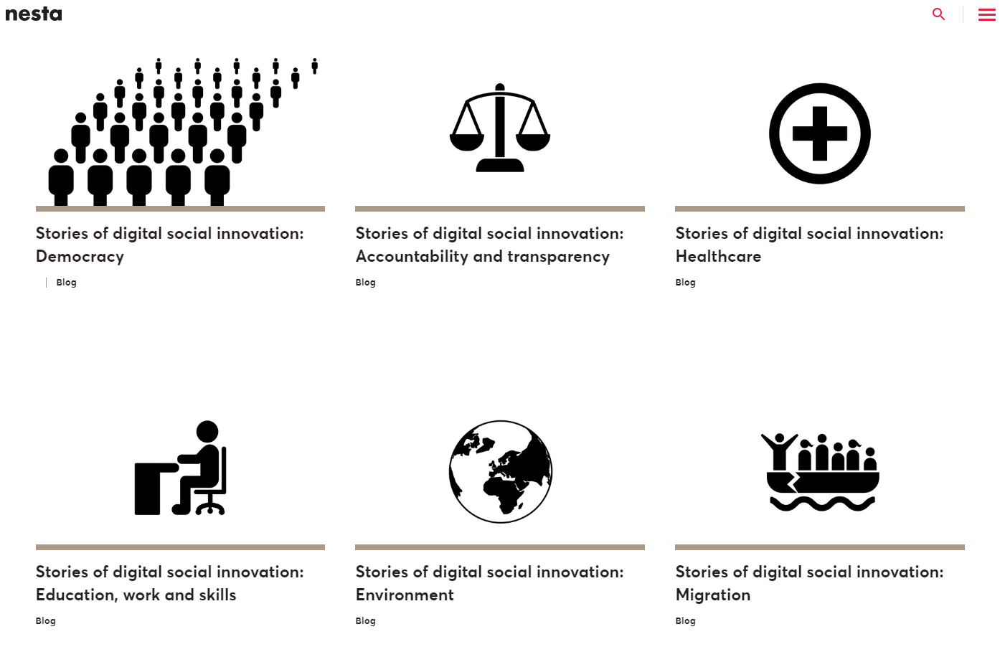 nesta
Stories of digital social innovation:
Democracy
Blog
Stories of digital social innovation:
Accountability and transparency
Blog
Stories of digital social innovation:
Healthcare
Blog
Stories of digital social innovation:
Education, work and skills
Blog
Stories of digital social innovation:
Environment
Blog
Stories of digital social innovation:
Migration
Blog